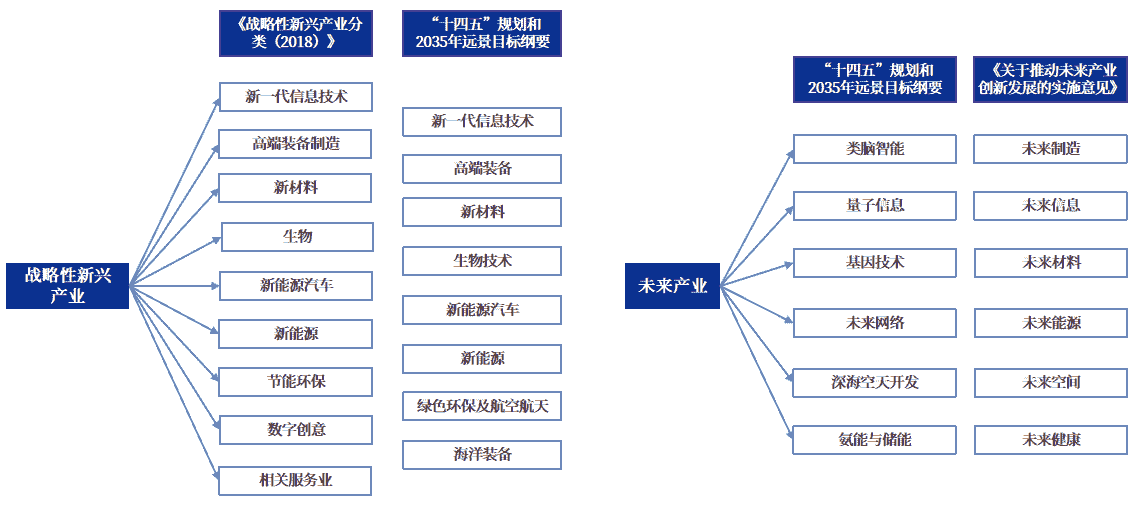 《战略性新兴产业分
类（2018）》
“十四五”规划和
2035年远景目标纲要
新一代信息技术
高端装备制造
新材料
生物
新能源汽车
新能源
节能环保
数字创意
相关服务业
新一代信息技术
高端装备
新材料
生物技术
新能源汽车
新能源
绿色环保及航空航天
海洋装备
战略性新兴
产业
“十四五”规划和
2035年远景目标纲要
《关于推动未来产业
创新发展的实施意见》
未来产业
类脑智能
量子信息
基因技术
未来网络
深海空天开发
氨能与储能
未来制造
未来信息
未来材料
未来能源
未来空间
未来健康